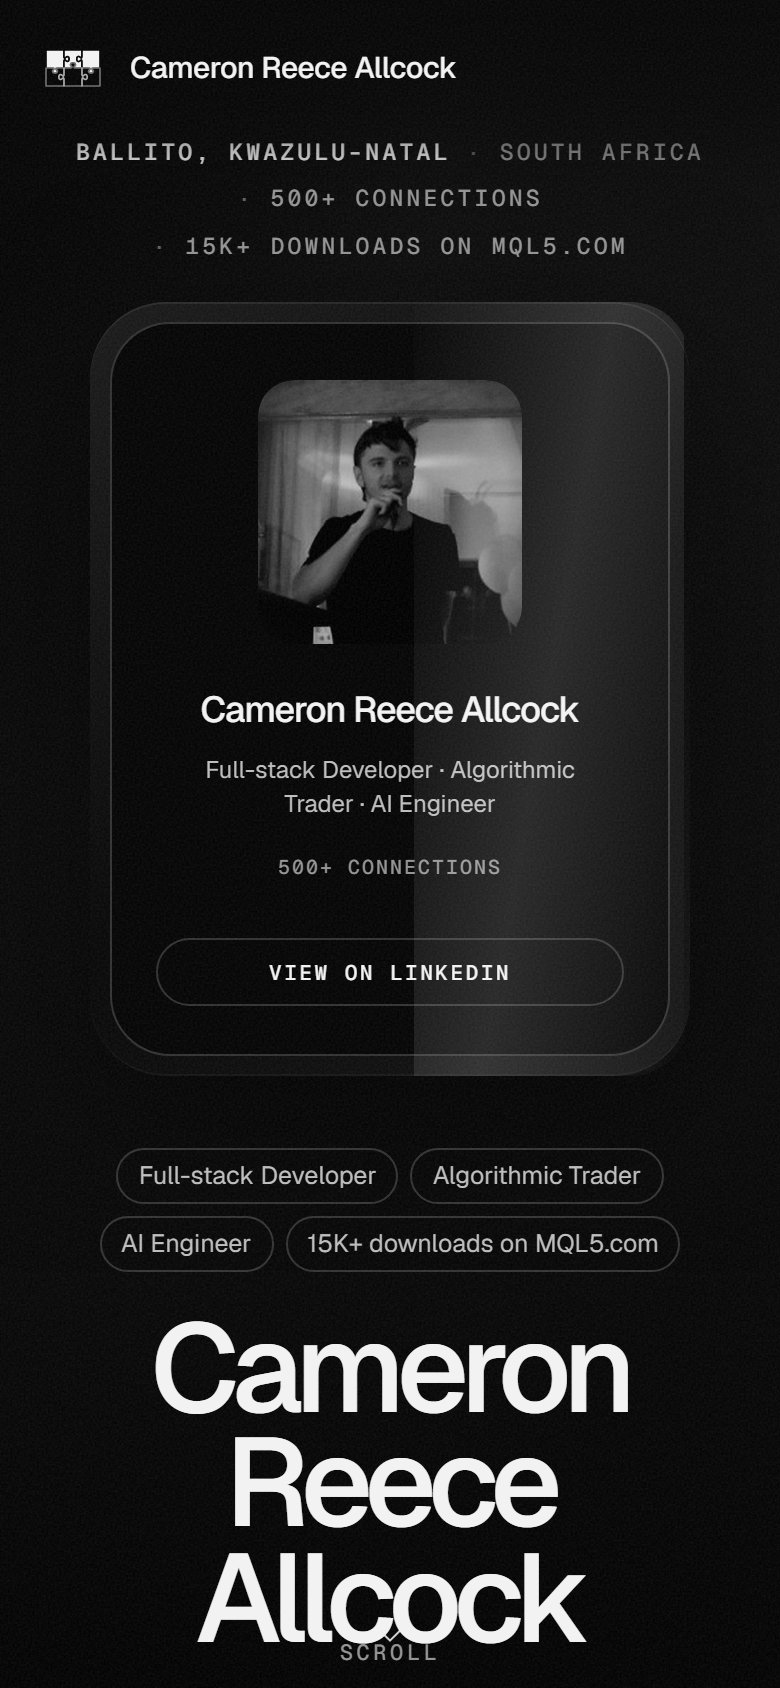 Cameron Reece Allcock
BALLITO, KWAZULU-NATAL · SOUTH AFRICA
· 500+ CONNECTIONS
· 15K+ DOWNLOADS ON MQL5.COM
Cameron Reece Allcock
Full-stack Developer · Algorithmic
Trader · AI Engineer
500+ CONNECTIONS
VIEW ON LINKEDIN
Full-stack Developer
Algorithmic Trader
AI Engineer
15K+ downloads on MQL5.com
Cameron
Reece
Allcock
SCROLL